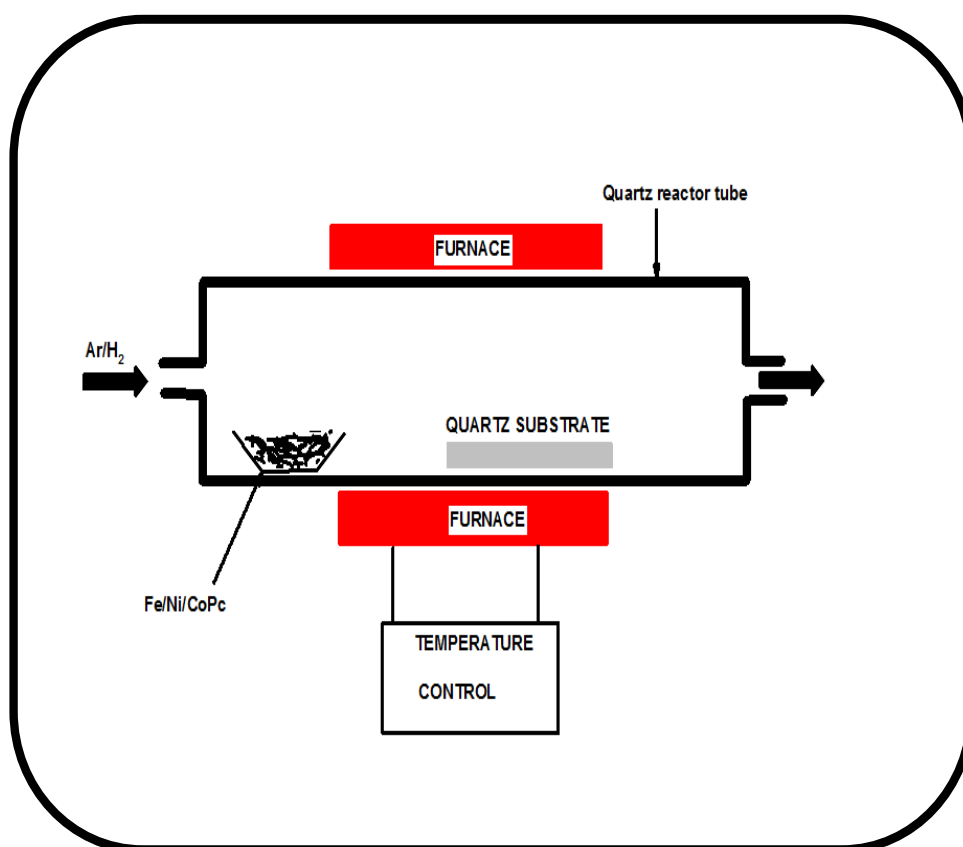 Quartz reactor tube
FURNACE
Ar/H₂
QUARTZ SUBSTRATE
FURNACE
Fe/Ni/CoPc
TEMPERATURE
CONTROL